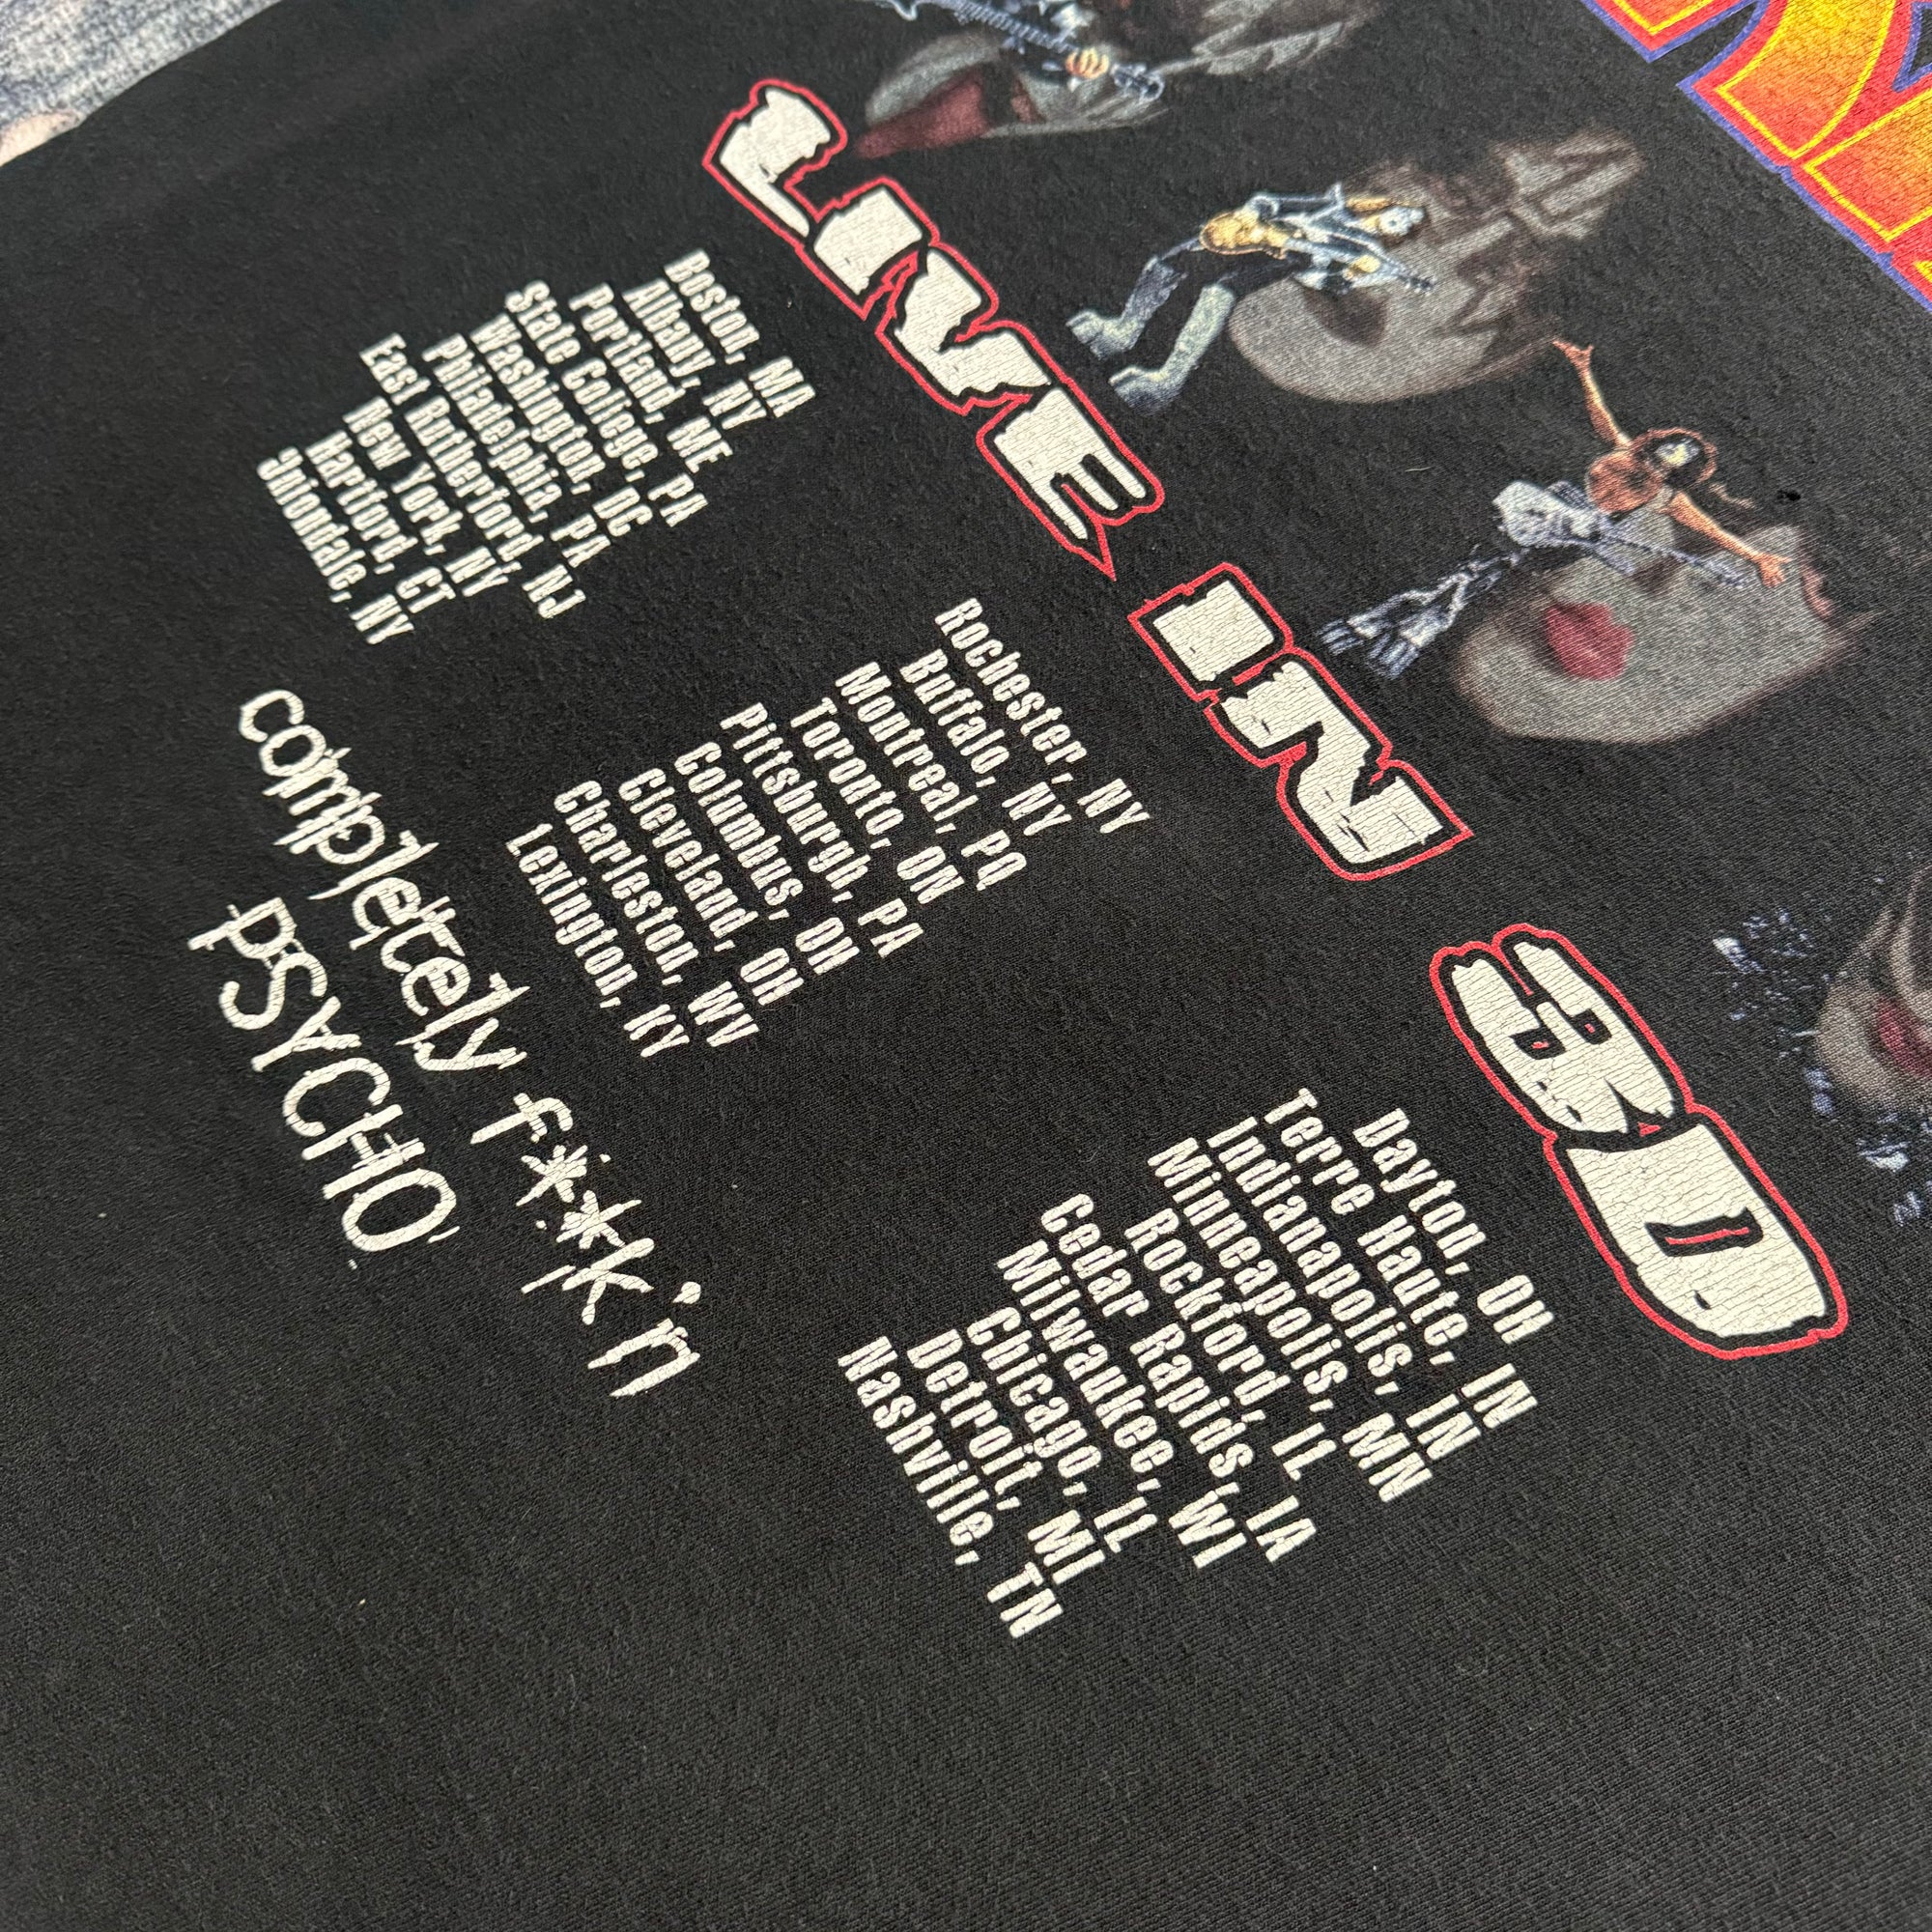 LIVE IN 3D
Boston, MA
Albany, NY
Portland, ME
State College, PA
Washington, DC
Philadelphia, PA
East Rutherford, NJ
New York, NY
Hartford, CT
Uniondale, NY
Rochester, NY
Buffalo, NY
Montreal, PQ
Toronto, ON
Pittsburgh, PA
Columbus, OH
Cleveland, OH
Charleston, WV
Lexington, KY
Dayton, OH
Terre Haute, IN
Indianapolis, IN
Minneapolis, MN
Rockford, IL
Cedar Rapids, IA
Milwaukee, WI
Chicago, IL
Detroit, MI
Nashville, TN
completely f**k'n
PSYCHO